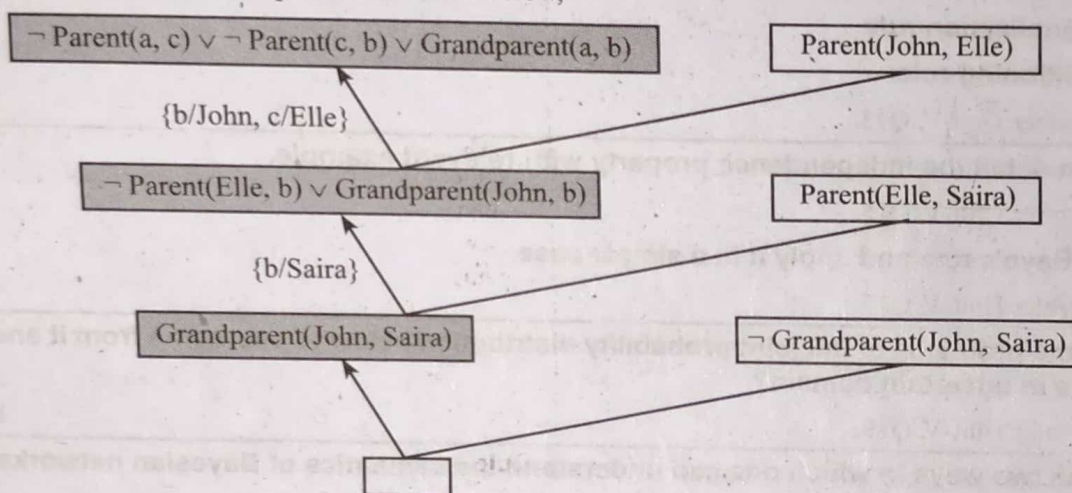 ¬ Parent(a, c) ∨ ¬ Parent(c, b) ∨ Grandparent(a, b)
Parent(John, Elle)
{b/John, c/Elle}
¬ Parent(Elle, b) ∨ Grandparent(John, b)
Parent(Elle, Saira)
{b/Saira}
Grandparent(John, Saira)
¬ Grandparent(John, Saira)